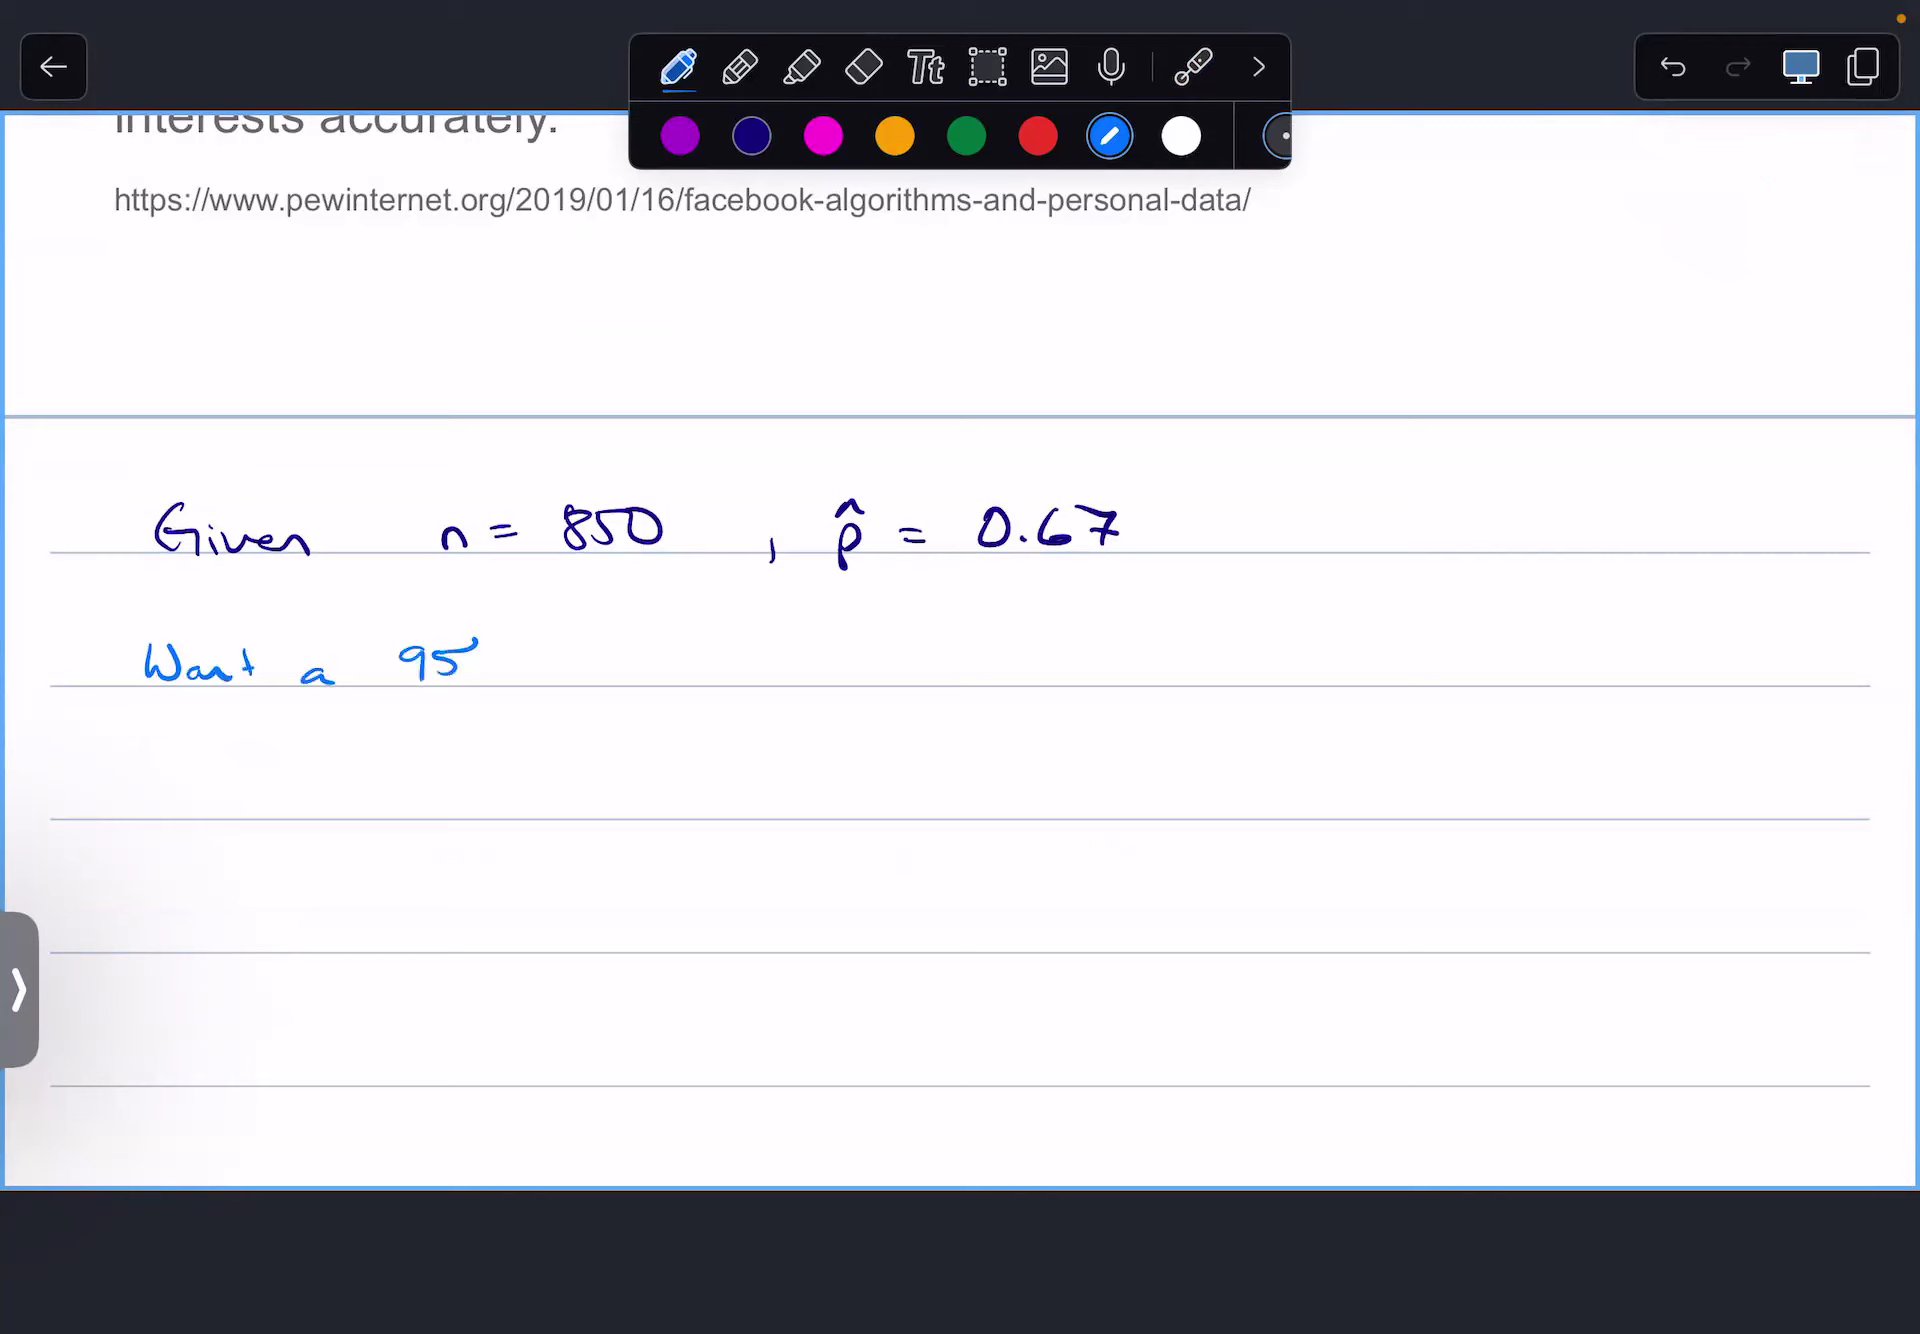 Tt
interests accurately.
https://www.pewinternet.org/2019/01/16/facebook-algorithms-and-personal-data/
Given n = 850 , p̂ = 0.67
Want a 95